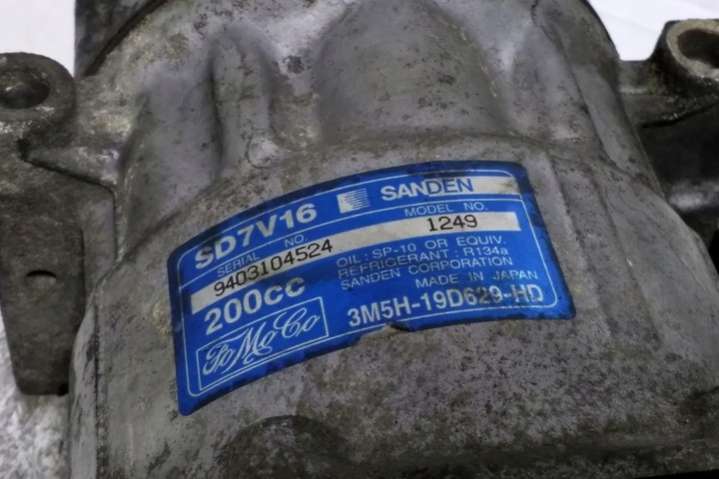 SD7V16 SANDEN
SERIAL NO. MODEL NO.
9403104524 1249
200CC OIL : SP-10 OR EQUIV.
REFRIGERANT : R134a
SANDEN CORPORATION
MADE IN JAPAN
FoMoCo 3M5H-19D629-HD